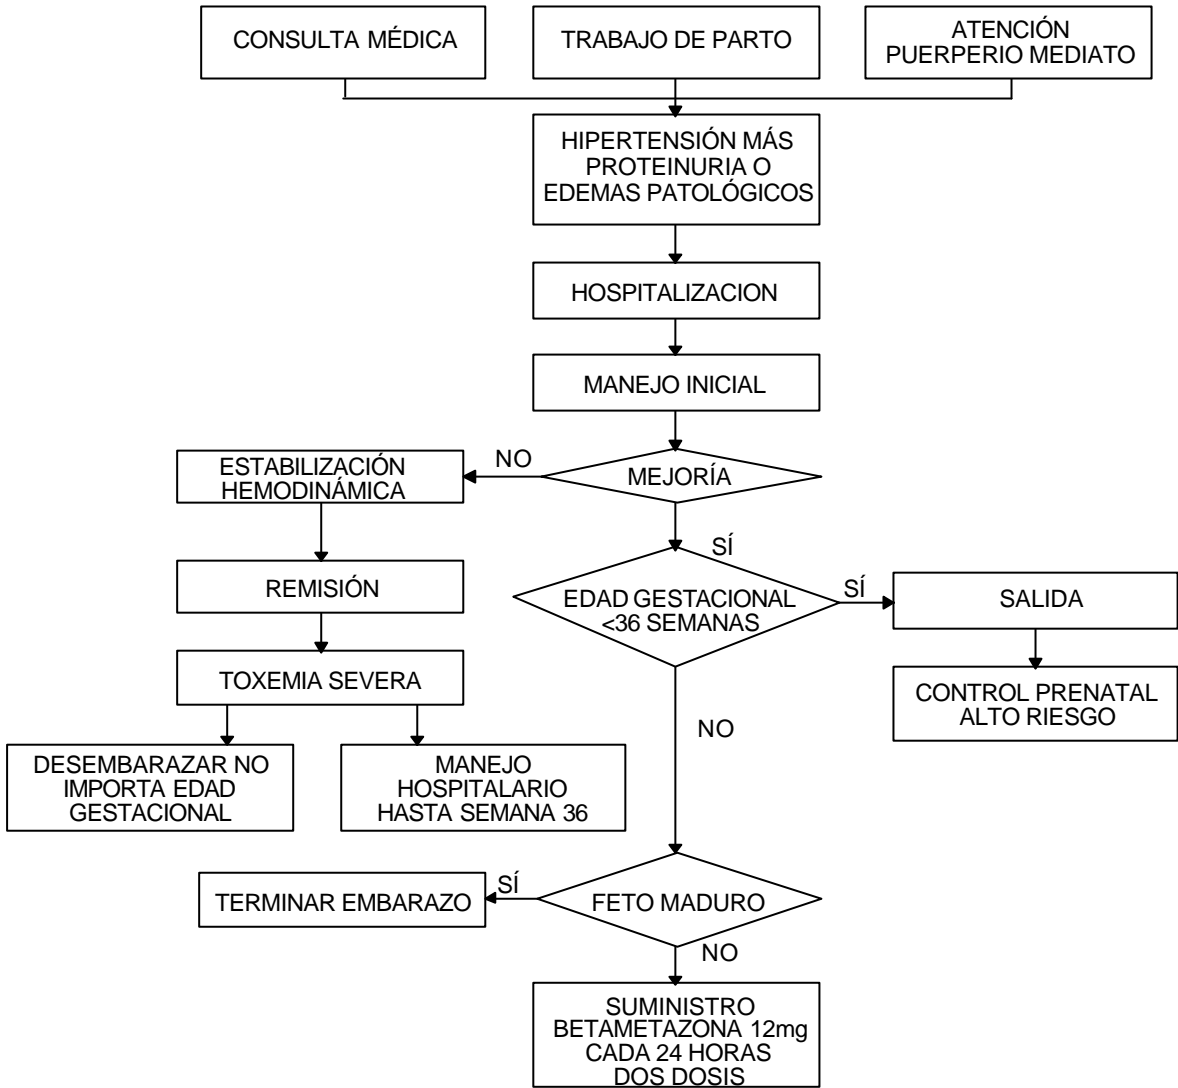 CONSULTA MÉDICA
TRABAJO DE PARTO
ATENCIÓN
PUERPERIO MEDIATO
HIPERTENSIÓN MÁS
PROTEINURIA O
EDEMAS PATOLÓGICOS
HOSPITALIZACION
MANEJO INICIAL
MEJORÍA
NO
ESTABILIZACIÓN
HEMODINÁMICA
SÍ
REMISIÓN
EDAD GESTACIONAL
<36 SEMANAS
SÍ
SALIDA
TOXEMIA SEVERA
CONTROL PRENATAL
ALTO RIESGO
NO
DESEMBARAZAR NO
IMPORTA EDAD
GESTACIONAL
MANEJO
HOSPITALARIO
HASTA SEMANA 36
FETO MADURO
SÍ
TERMINAR EMBARAZO
NO
SUMINISTRO
BETAMETAZONA 12mg
CADA 24 HORAS
DOS DOSIS